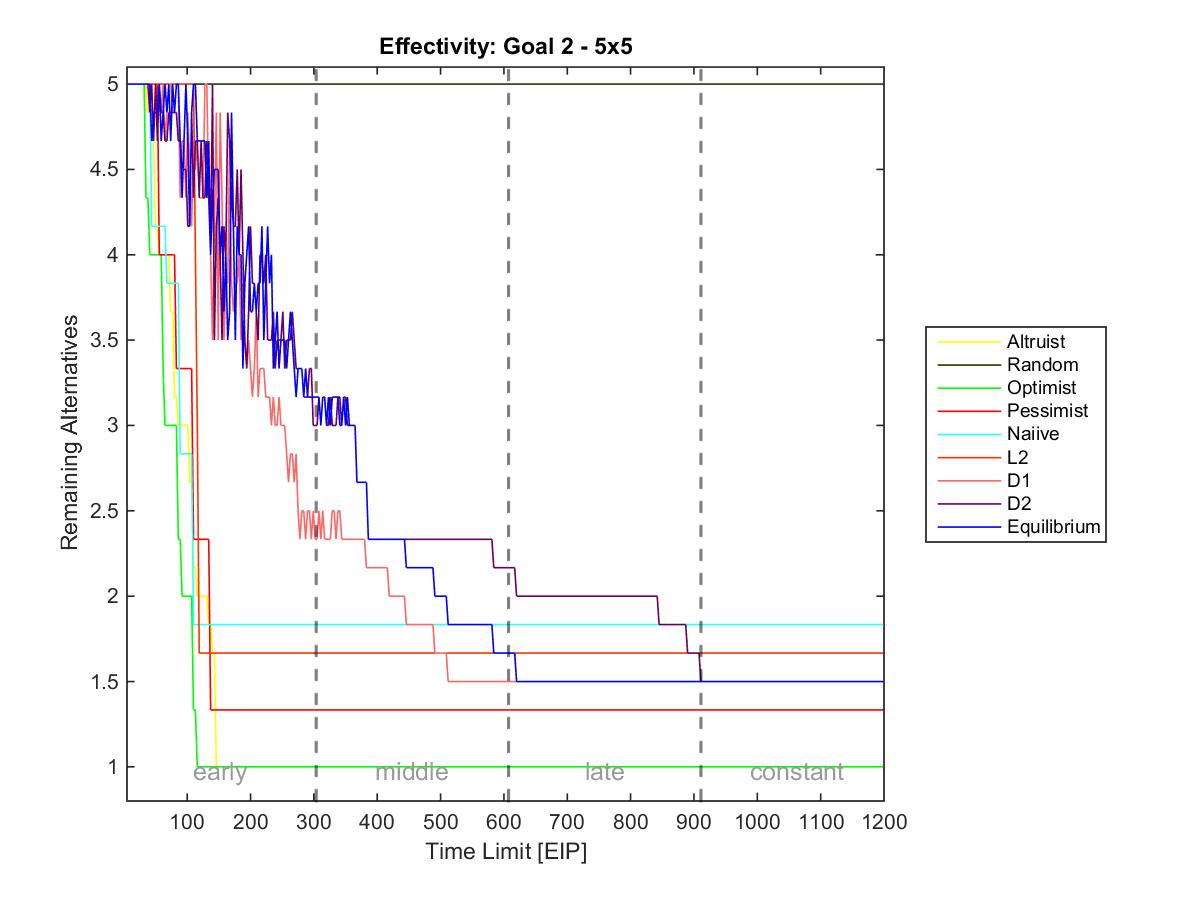 Effectivity: Goal 2 - 5x5
5
4.5
4
3.5
3
2.5
2
1.5
1
Remaining Alternatives
early middle late constant
100 200 300 400 500 600 700 800 900 1000 1100 1200
Time Limit [EIP]
Altruist
Random
Optimist
Pessimist
Naiive
L2
D1
D2
Equilibrium